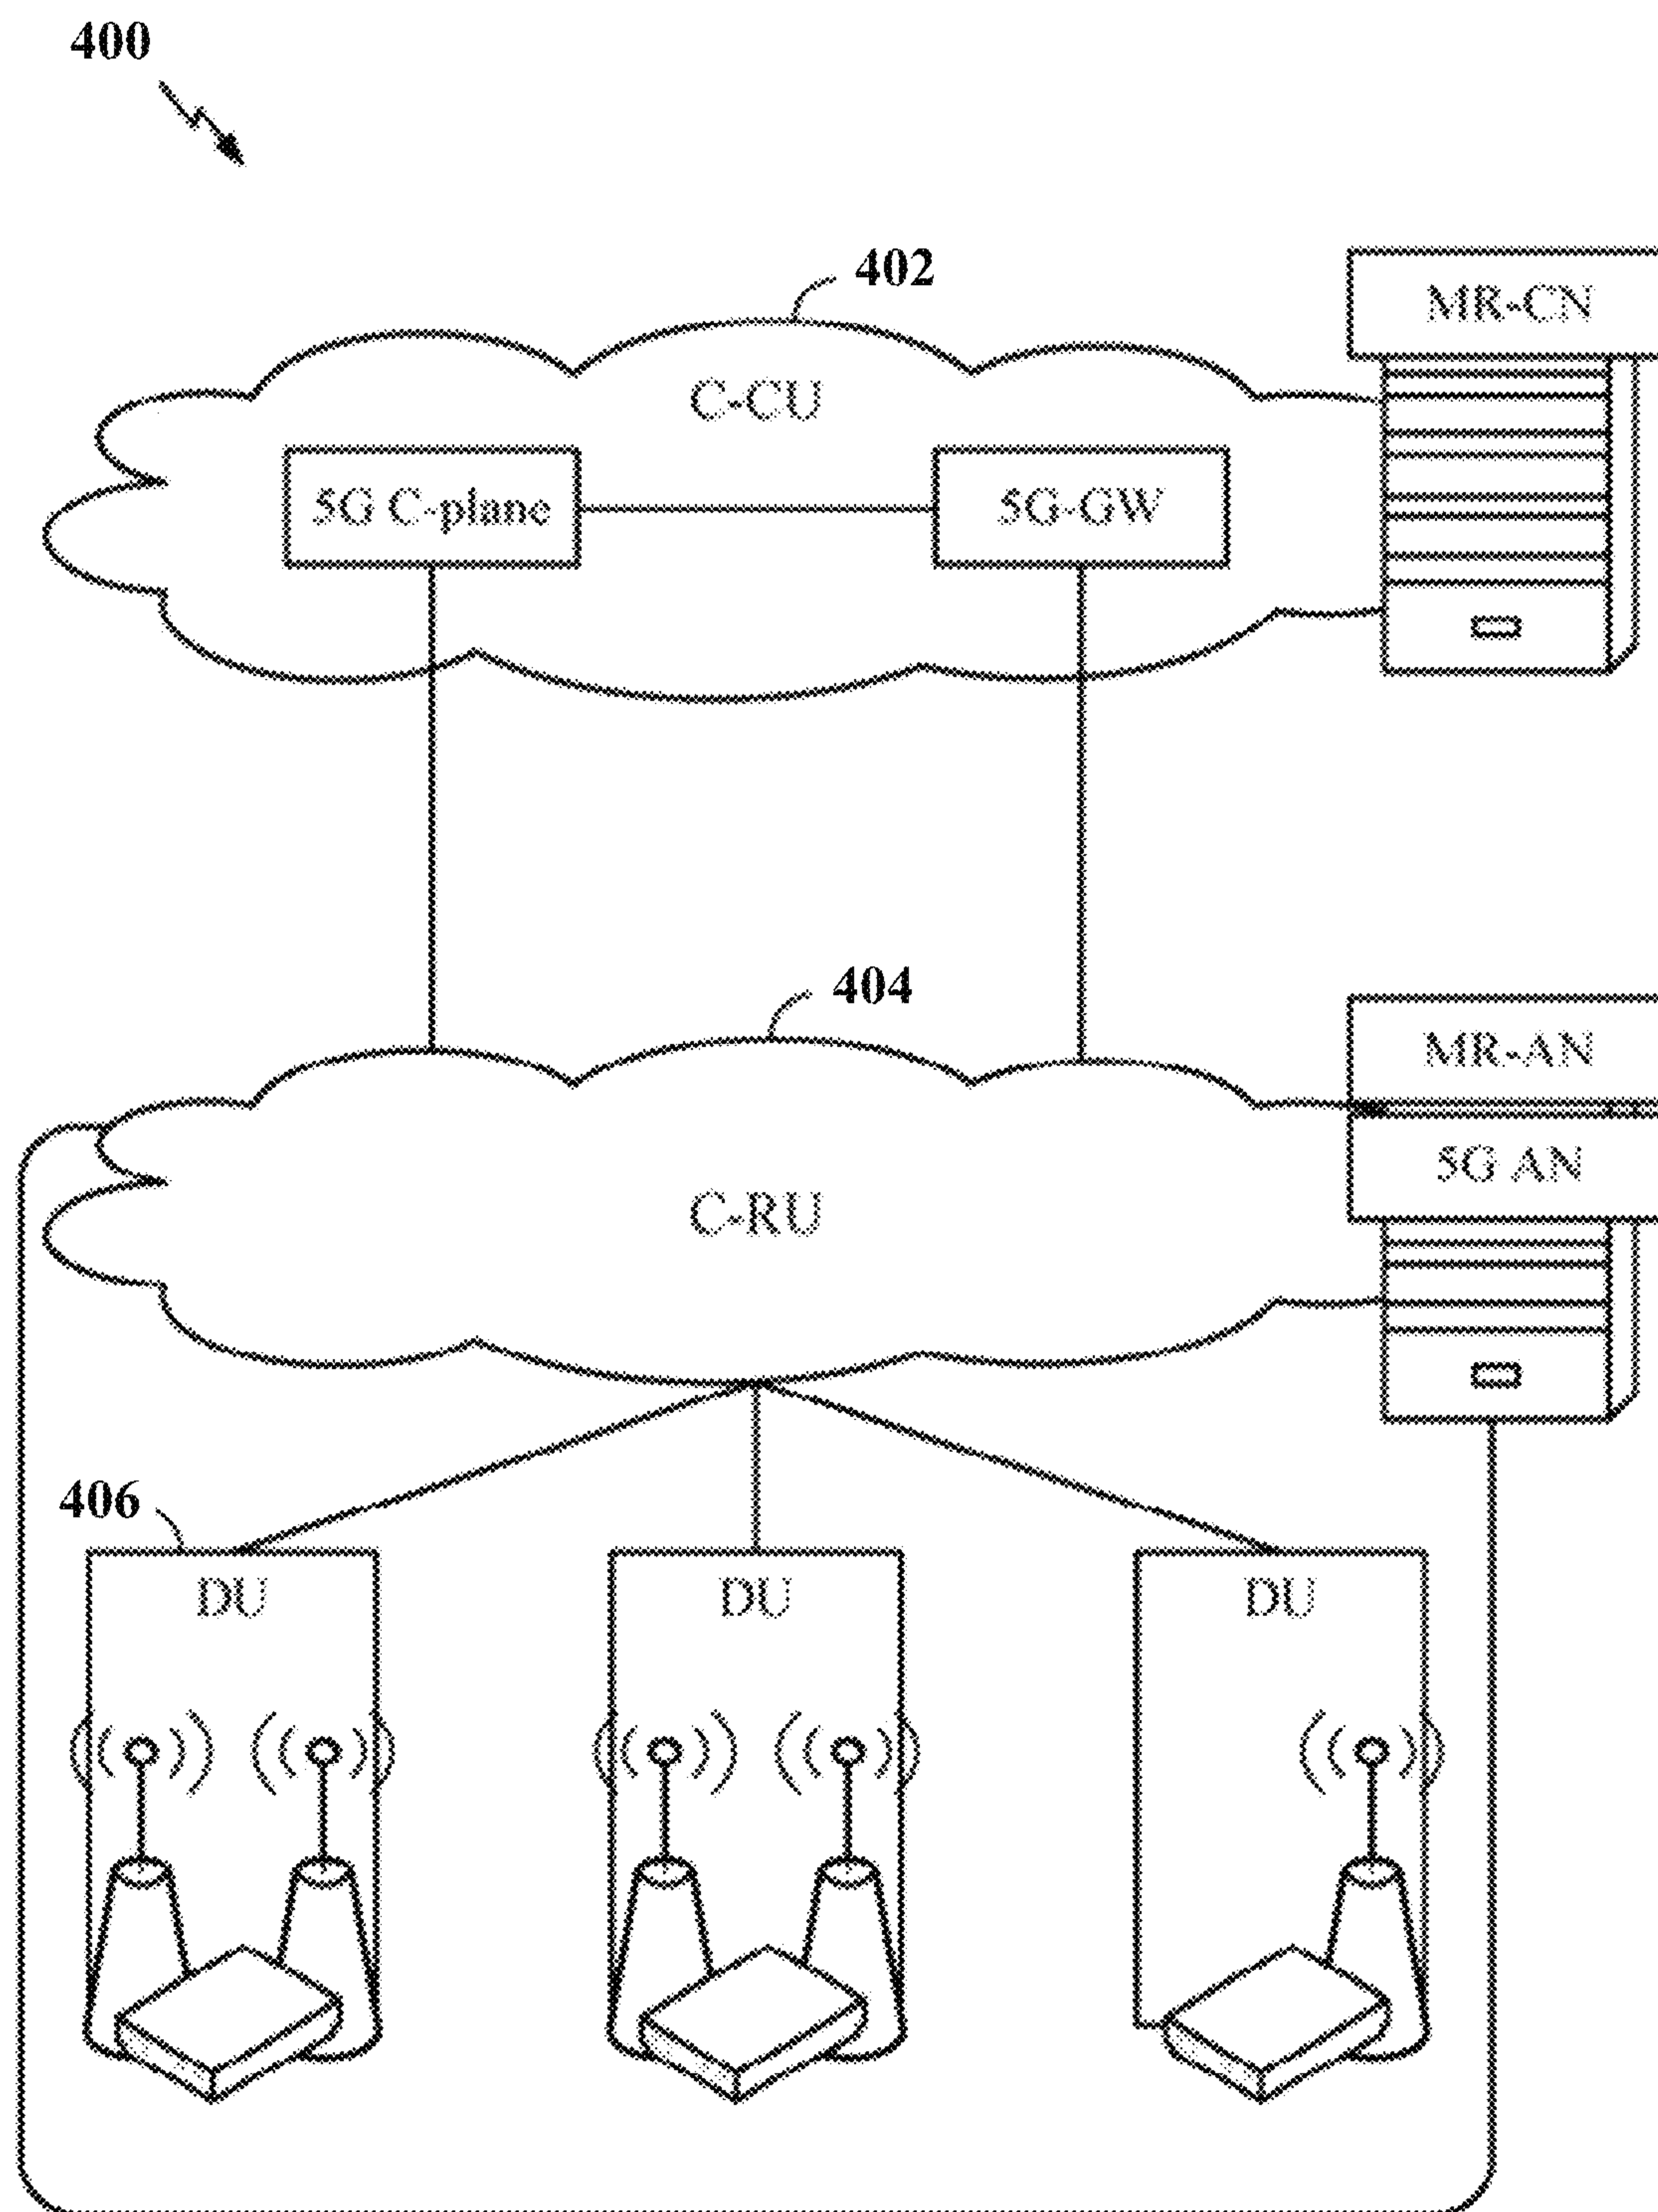 400
402
MR-CN
C-CU
5G C-plane
5G-GW
404
MR-AN
5G AN
C-RU
406
DU
DU
DU